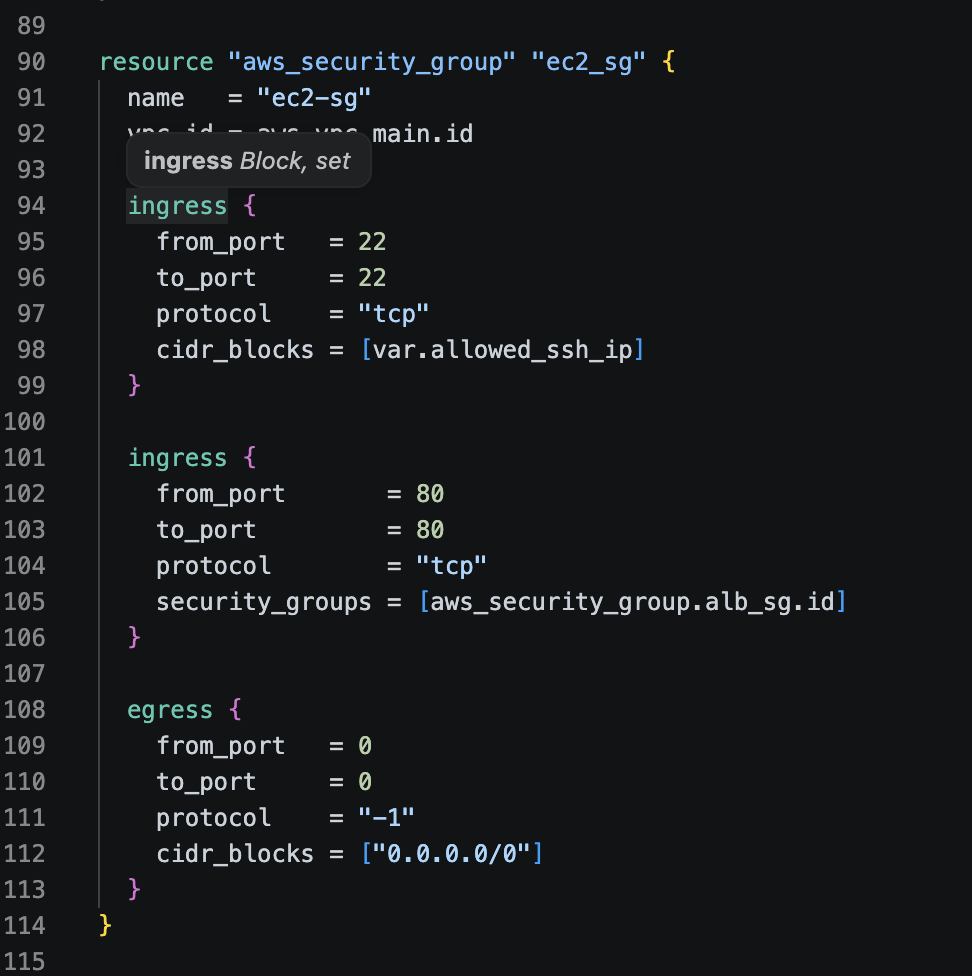 89
90 resource "aws_security_group" "ec2_sg" {
91 name   = "ec2-sg"
92 vpc_id = aws_vpc.main.id
ingress Block, set
93
94 ingress {
95 from_port   = 22
96 to_port     = 22
97 protocol    = "tcp"
98 cidr_blocks = [var.allowed_ssh_ip]
99 }
100
101 ingress {
102 from_port       = 80
103 to_port         = 80
104 protocol        = "tcp"
105 security_groups = [aws_security_group.alb_sg.id]
106 }
107
108 egress {
109 from_port   = 0
110 to_port     = 0
111 protocol    = "-1"
112 cidr_blocks = ["0.0.0.0/0"]
113 }
114 }
115